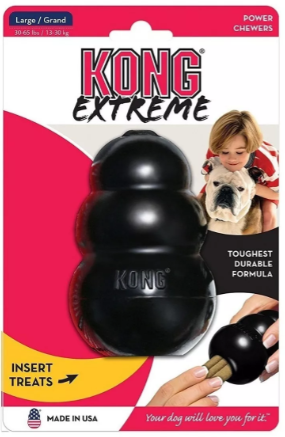 Large / Grand
30-65 lbs / 13-30 kg
POWER
CHEWERS
KONG
EXTREME
KONG
TOUGHEST
DURABLE
FORMULA
INSERT
TREATS
MADE IN USA
Your dog will love you for it.™